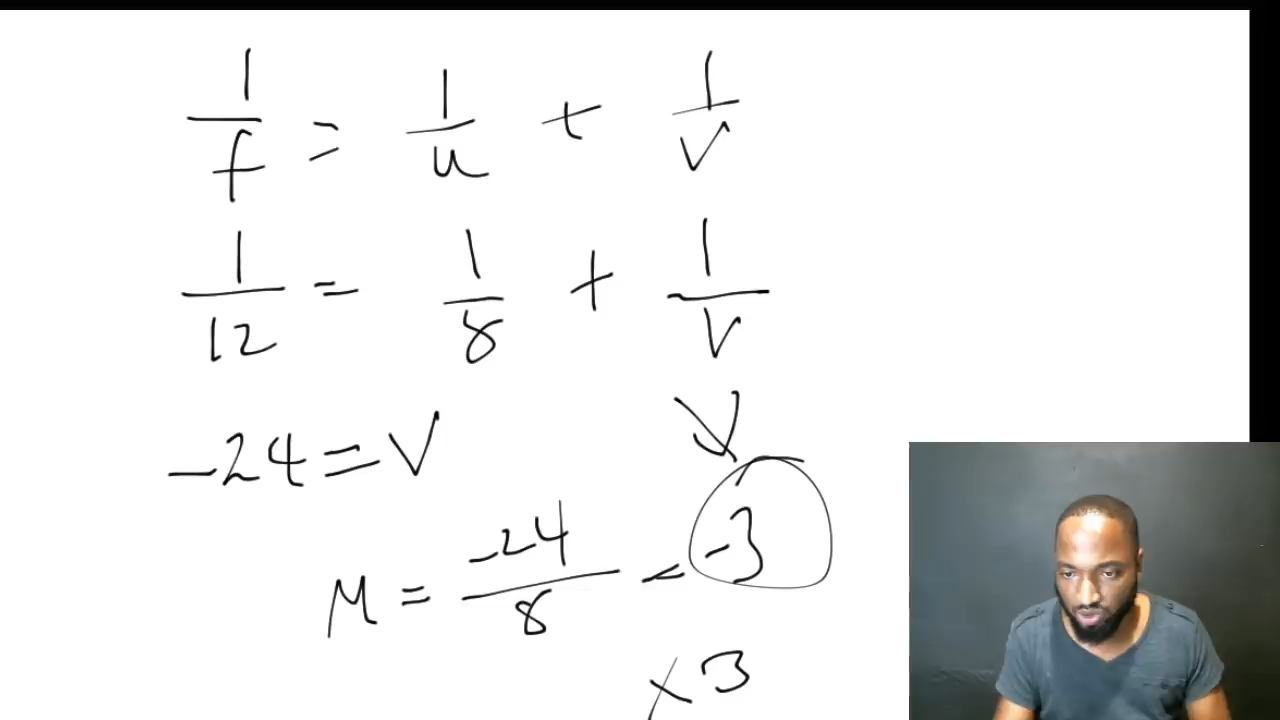 1/f = 1/u + 1/v
1/12 = 1/8 + 1/v
-24 = v
M = -24/8 = -3
x 3